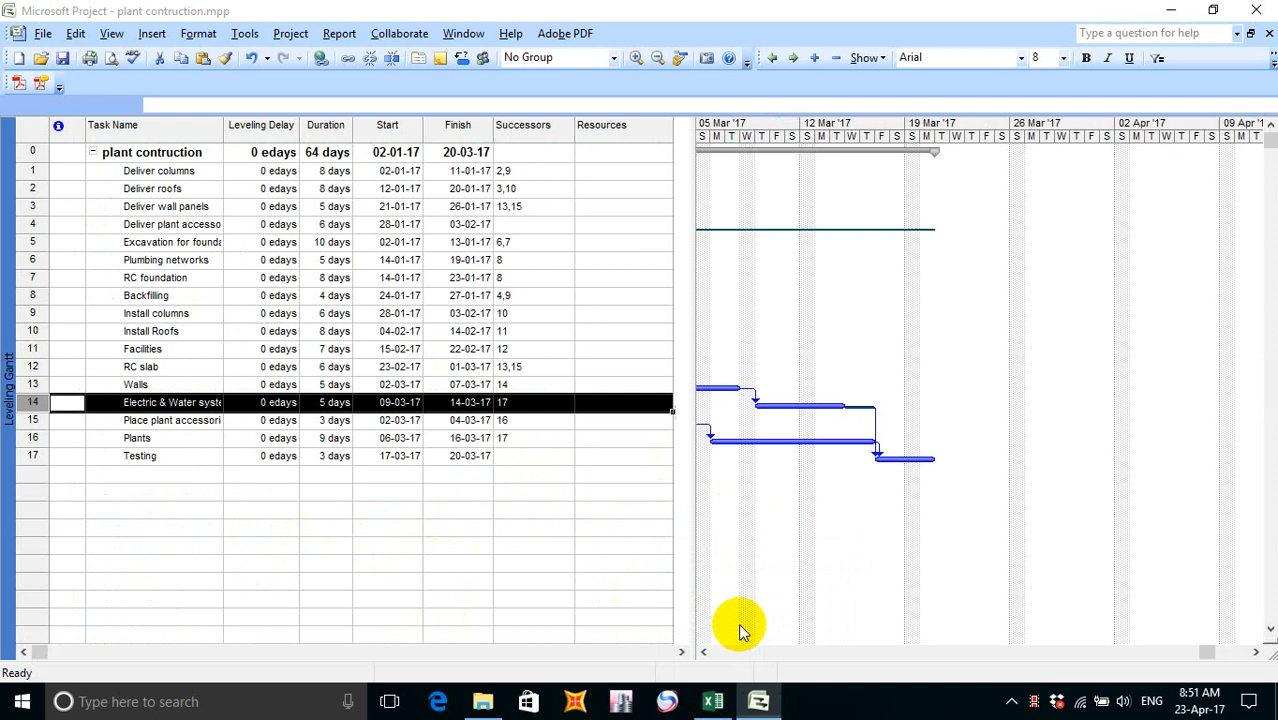 Microsoft Project - plant contruction.mpp
File Edit View Insert Format Tools Project Report Collaborate Window Help Adobe PDF Type a question for help
No Group Show Arial 8 B I U
Task Name Leveling Delay Duration Start Finish Successors Resources 05 Mar '17 12 Mar '17 19 Mar '17 26 Mar '17 02 Apr '17 09 Apr '1
S M T W T F S S M T W T F S S M T W T F S S M T W T F S S M T W T F S S M T
0 plant contruction 0 edays 64 days 02-01-17 20-03-17
1 Deliver columns 0 edays 8 days 02-01-17 11-01-17 2,9
2 Deliver roofs 0 edays 8 days 12-01-17 20-01-17 3,10
3 Deliver wall panels 0 edays 5 days 21-01-17 26-01-17 13,15
4 Deliver plant accesso 0 edays 6 days 28-01-17 03-02-17
5 Excavation for founda 0 edays 10 days 02-01-17 13-01-17 6,7
6 Plumbing networks 0 edays 5 days 14-01-17 19-01-17 8
7 RC foundation 0 edays 8 days 14-01-17 23-01-17 8
8 Backfilling 0 edays 4 days 24-01-17 27-01-17 4,9
9 Install columns 0 edays 6 days 28-01-17 03-02-17 10
10 Install Roofs 0 edays 8 days 04-02-17 14-02-17 11
11 Facilities 0 edays 7 days 15-02-17 22-02-17 12
12 RC slab 0 edays 6 days 23-02-17 01-03-17 13,15
13 Walls 0 edays 5 days 02-03-17 07-03-17 14
14 Electric & Water syste 0 edays 5 days 09-03-17 14-03-17 17
15 Place plant accessori 0 edays 3 days 02-03-17 04-03-17 16
16 Plants 0 edays 9 days 06-03-17 16-03-17 17
17 Testing 0 edays 3 days 17-03-17 20-03-17
Leveling Gantt
Ready
Type here to search ENG 8:51 AM
23-Apr-17